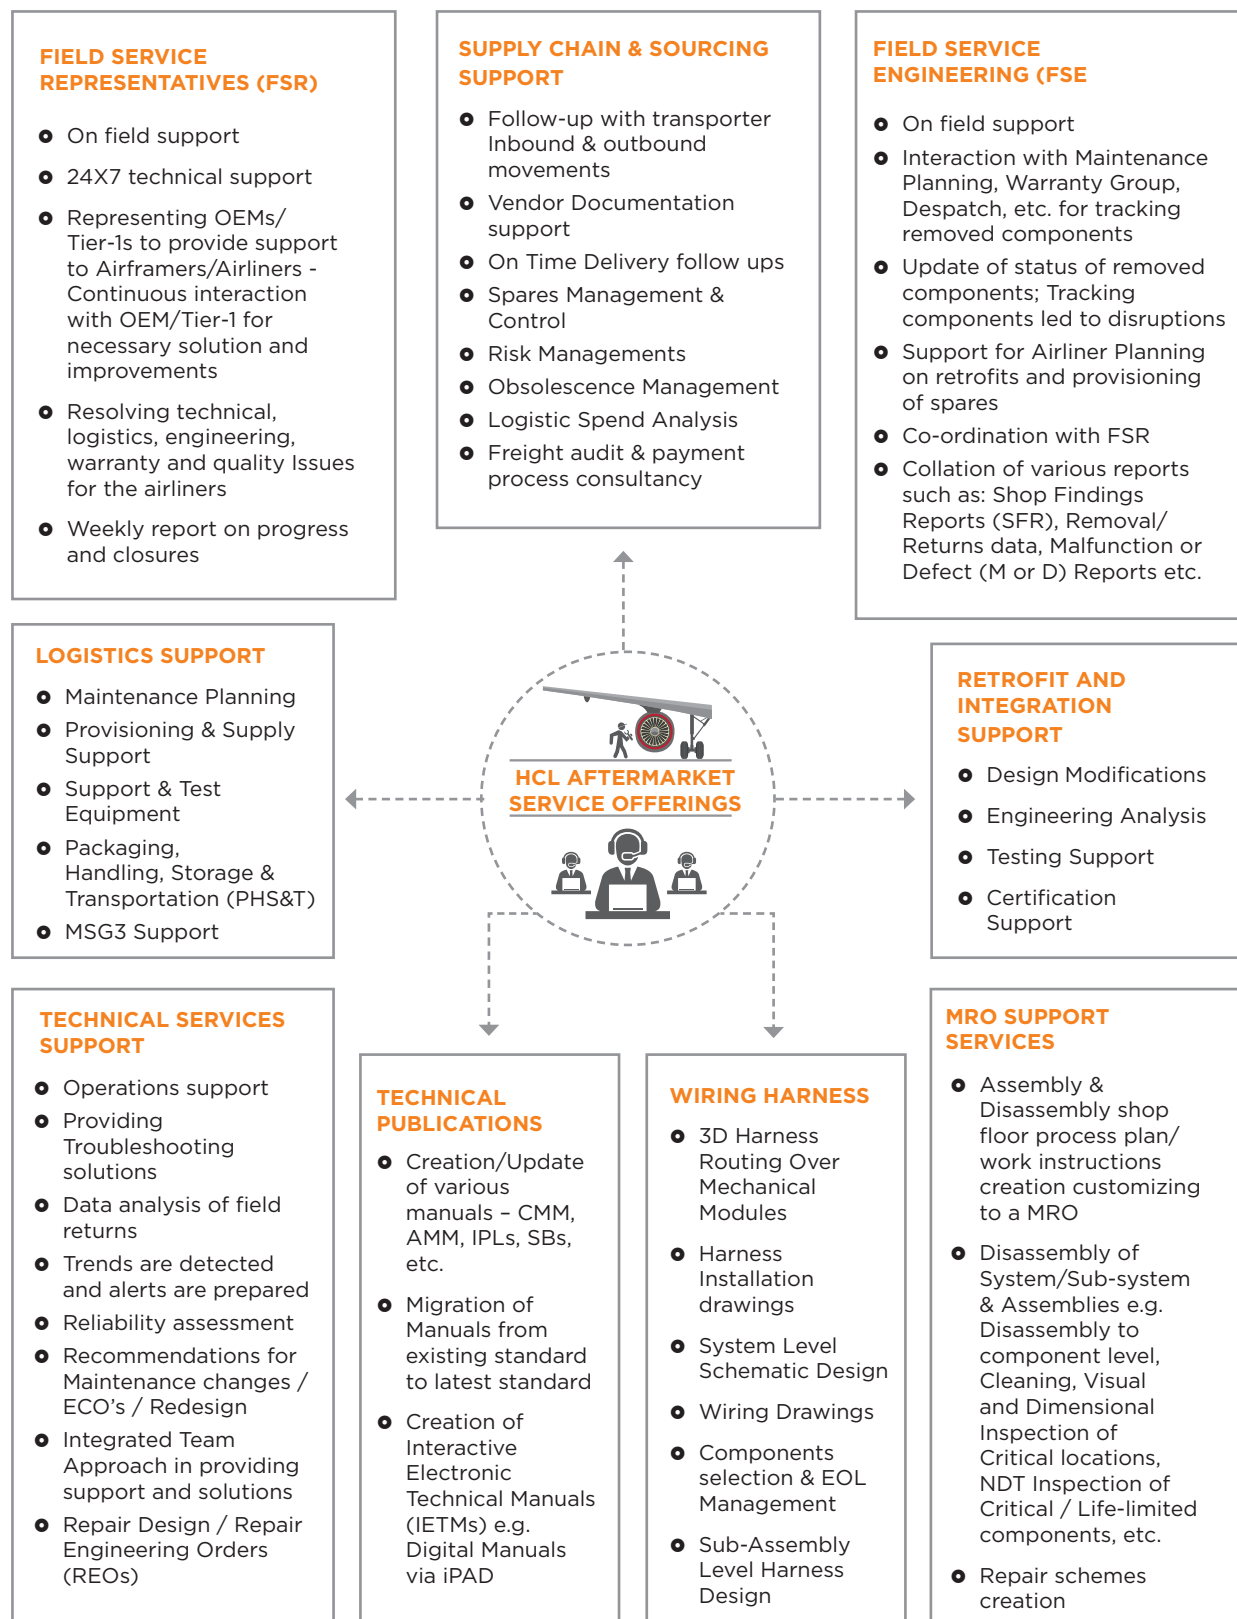 FIELD SERVICE
REPRESENTATIVES (FSR)
On field support
24X7 technical support
Representing OEMs/
Tier-1s to provide support
to Airframers/Airliners -
Continuous interaction
with OEM/Tier-1 for
necessary solution and
improvements
Resolving technical,
logistics, engineering,
warranty and quality Issues
for the airliners
Weekly report on progress
and closures
SUPPLY CHAIN & SOURCING
SUPPORT
Follow-up with transporter
Inbound & outbound
movements
Vendor Documentation
support
On Time Delivery follow ups
Spares Management &
Control
Risk Managements
Obsolescence Management
Logistic Spend Analysis
Freight audit & payment
process consultancy
FIELD SERVICE
ENGINEERING (FSE
On field support
Interaction with Maintenance
Planning, Warranty Group,
Despatch, etc. for tracking
removed components
Update of status of removed
components; Tracking
components led to disruptions
Support for Airliner Planning
on retrofits and provisioning
of spares
Co-ordination with FSR
Collation of various reports
such as: Shop Findings
Reports (SFR), Removal/
Returns data, Malfunction or
Defect (M or D) Reports etc.
LOGISTICS SUPPORT
Maintenance Planning
Provisioning & Supply
Support
Support & Test
Equipment
Packaging,
Handling, Storage &
Transportation (PHS&T)
MSG3 Support
HCL AFTERMARKET
SERVICE OFFERINGS
RETROFIT AND
INTEGRATION
SUPPORT
Design Modifications
Engineering Analysis
Testing Support
Certification
Support
TECHNICAL SERVICES
SUPPORT
Operations support
Providing
Troubleshooting
solutions
Data analysis of field
returns
Trends are detected
and alerts are prepared
Reliability assessment
Recommendations for
Maintenance changes /
ECO's / Redesign
Integrated Team
Approach in providing
support and solutions
Repair Design / Repair
Engineering Orders
(REOs)
TECHNICAL
PUBLICATIONS
Creation/Update
of various
manuals – CMM,
AMM, IPLs, SBs,
etc.
Migration of
Manuals from
existing standard
to latest standard
Creation of
Interactive
Electronic
Technical Manuals
(IETMs) e.g.
Digital Manuals
via iPAD
WIRING HARNESS
3D Harness
Routing Over
Mechanical
Modules
Harness
Installation
drawings
System Level
Schematic Design
Wiring Drawings
Components
selection & EOL
Management
Sub-Assembly
Level Harness
Design
MRO SUPPORT
SERVICES
Assembly &
Disassembly shop
floor process plan/
work instructions
creation customizing
to a MRO
Disassembly of
System/Sub-system
& Assemblies e.g.
Disassembly to
component level,
Cleaning, Visual
and Dimensional
Inspection of
Critical locations,
NDT Inspection of
Critical / Life-limited
components, etc.
Repair schemes
creation